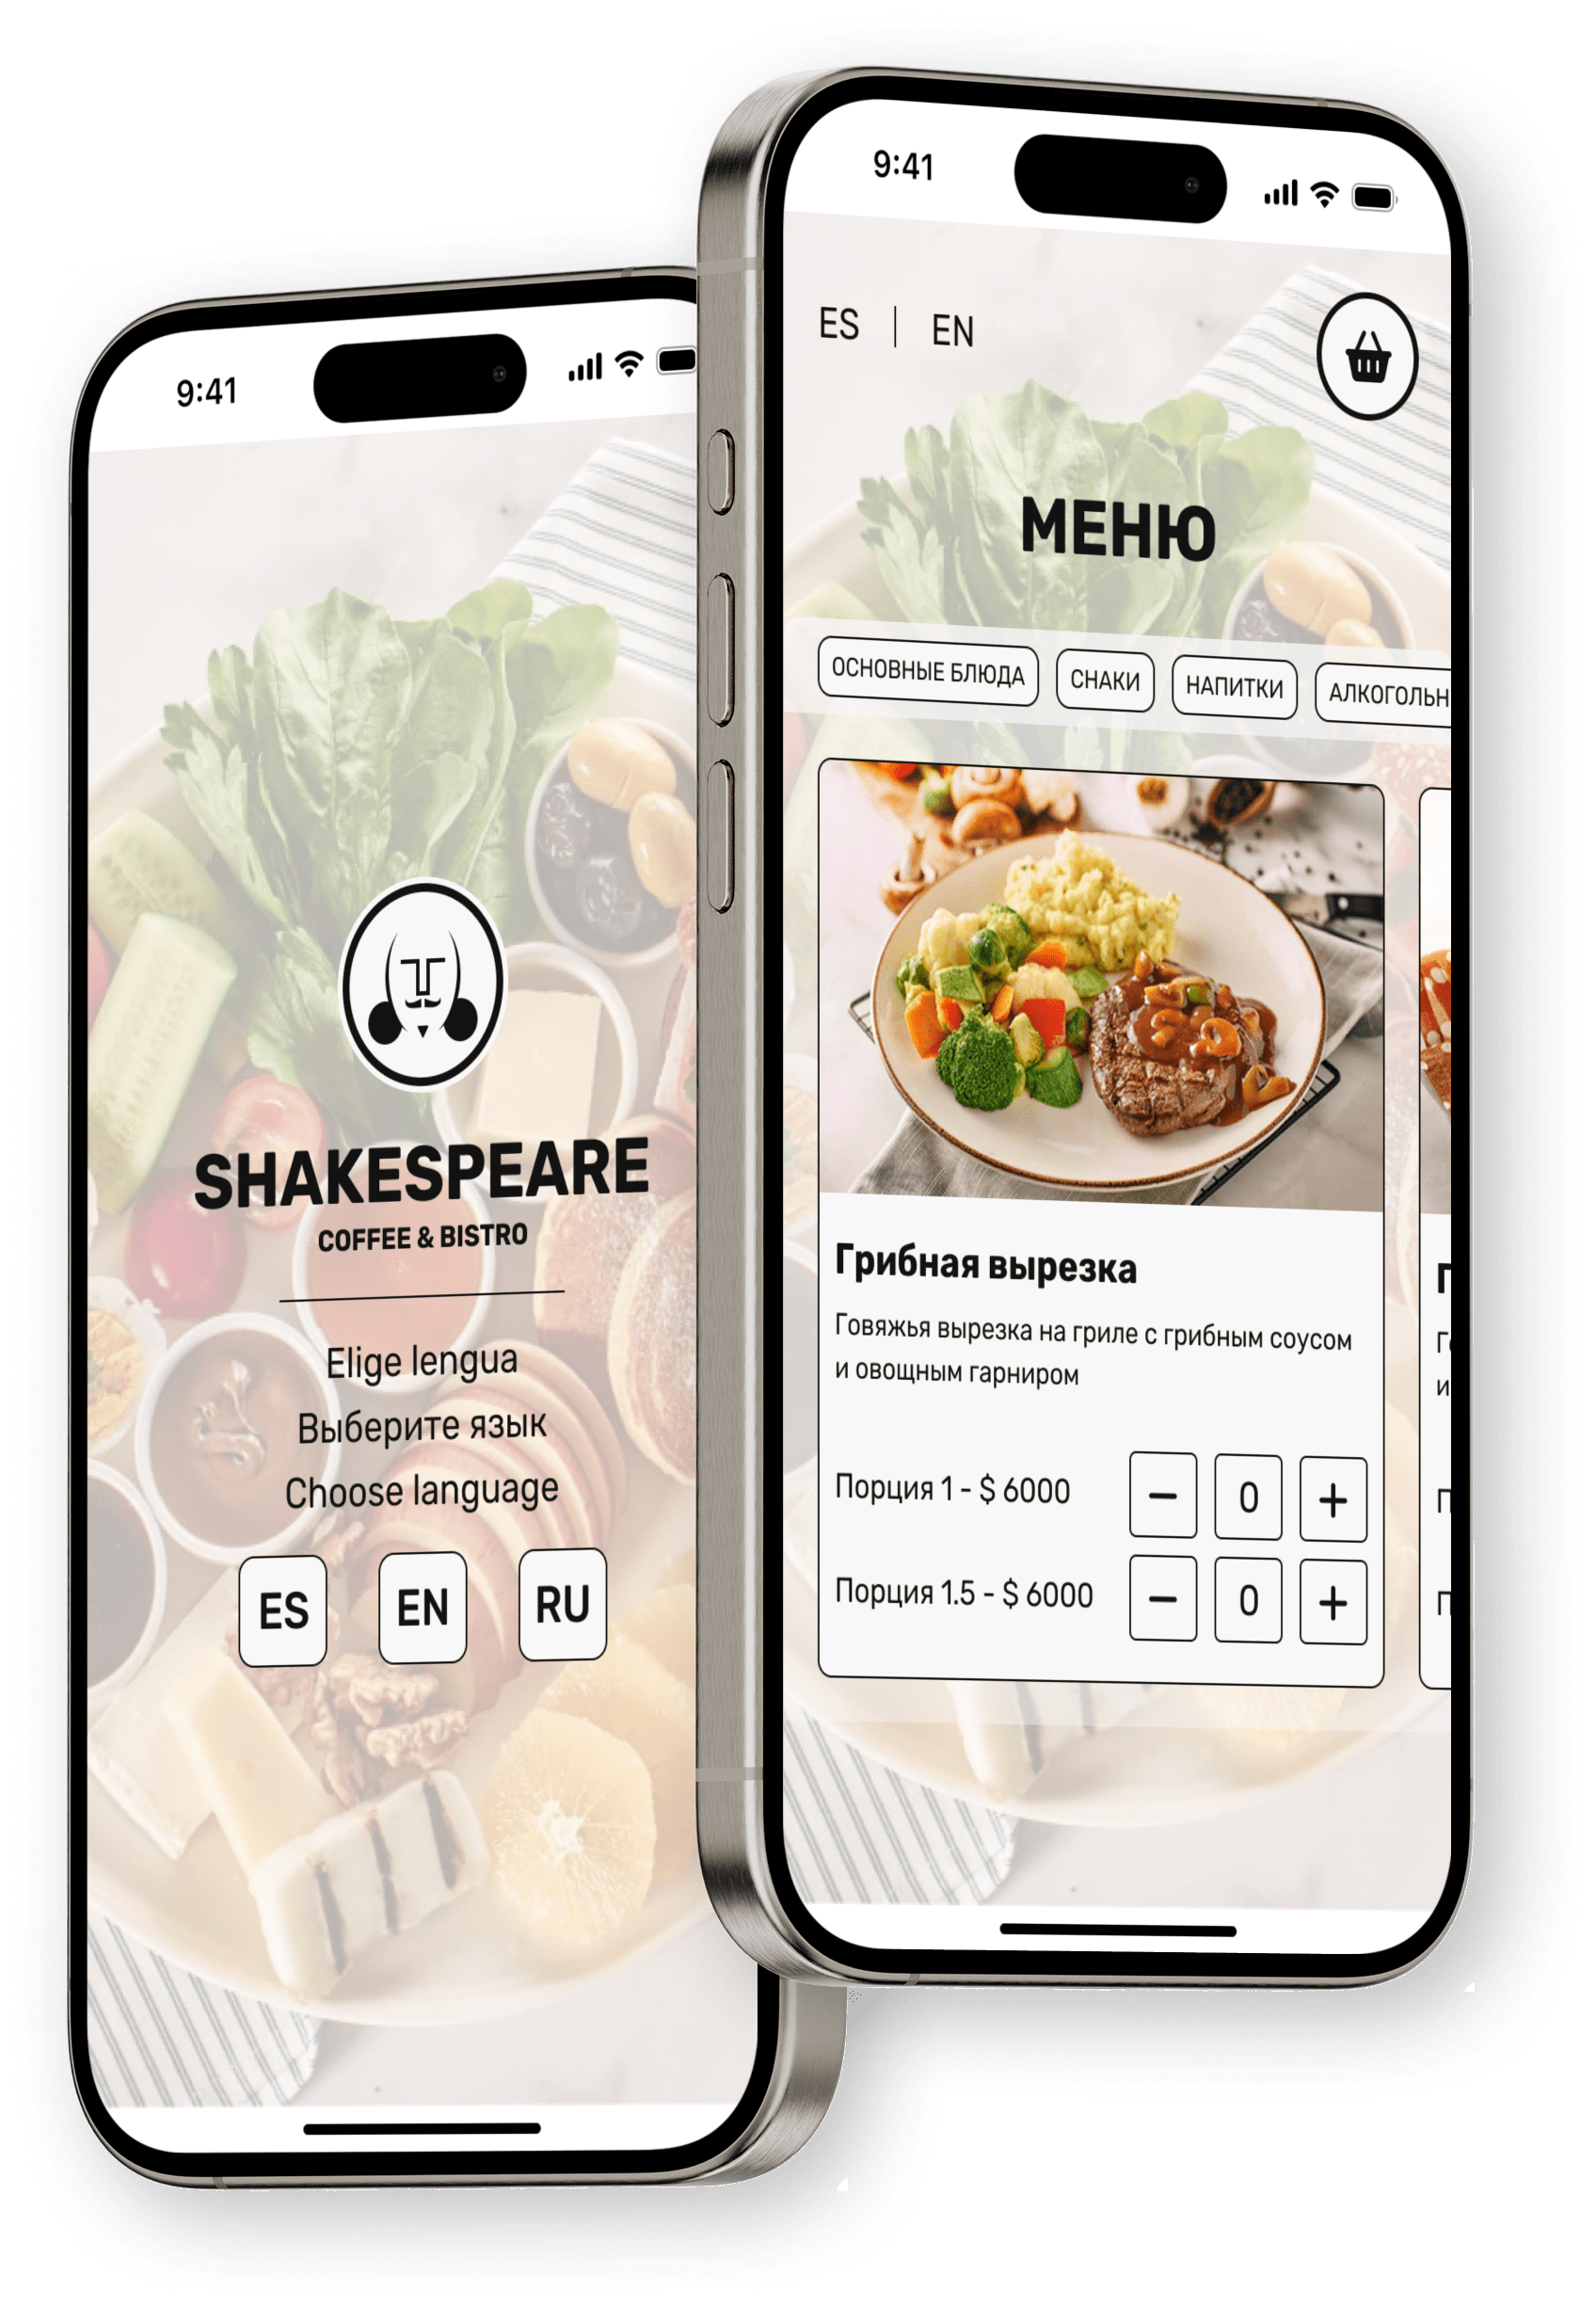 9:41
SHAKESPEARE
COFFEE & BISTRO
Elige lengua
Выберите язык
Choose language
ES EN RU
9:41
ES | EN
МЕНЮ
ОСНОВНЫЕ БЛЮДА СНАКИ НАПИТКИ АЛКОГОЛЬН
Грибная вырезка
Говяжья вырезка на гриле с грибным соусом
и овощным гарниром
Порция 1 - $ 6000 − 0 +
Порция 1.5 - $ 6000 − 0 +